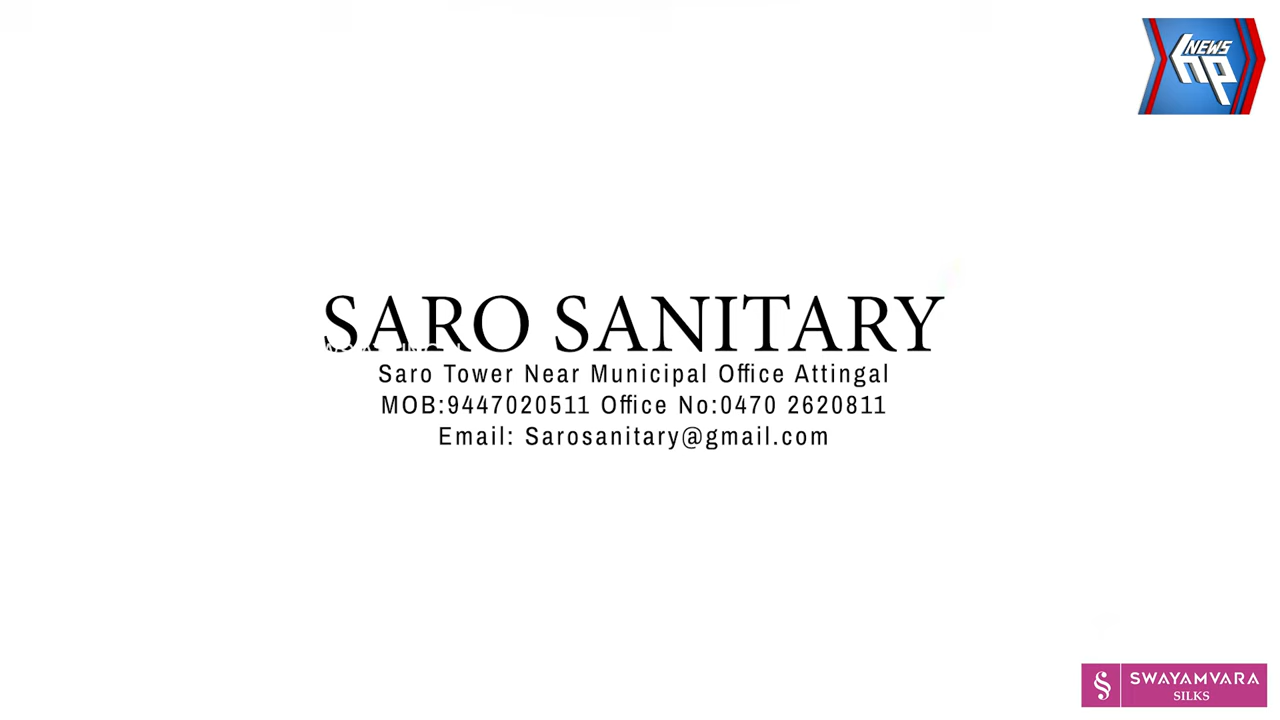 NEWS
hp
SARO SANITARY
Saro Tower Near Municipal Office Attingal
MOB:9447020511 Office No:0470 2620811
Email: Sarosanitary@gmail.com
SWAYAMVARA
SILKS